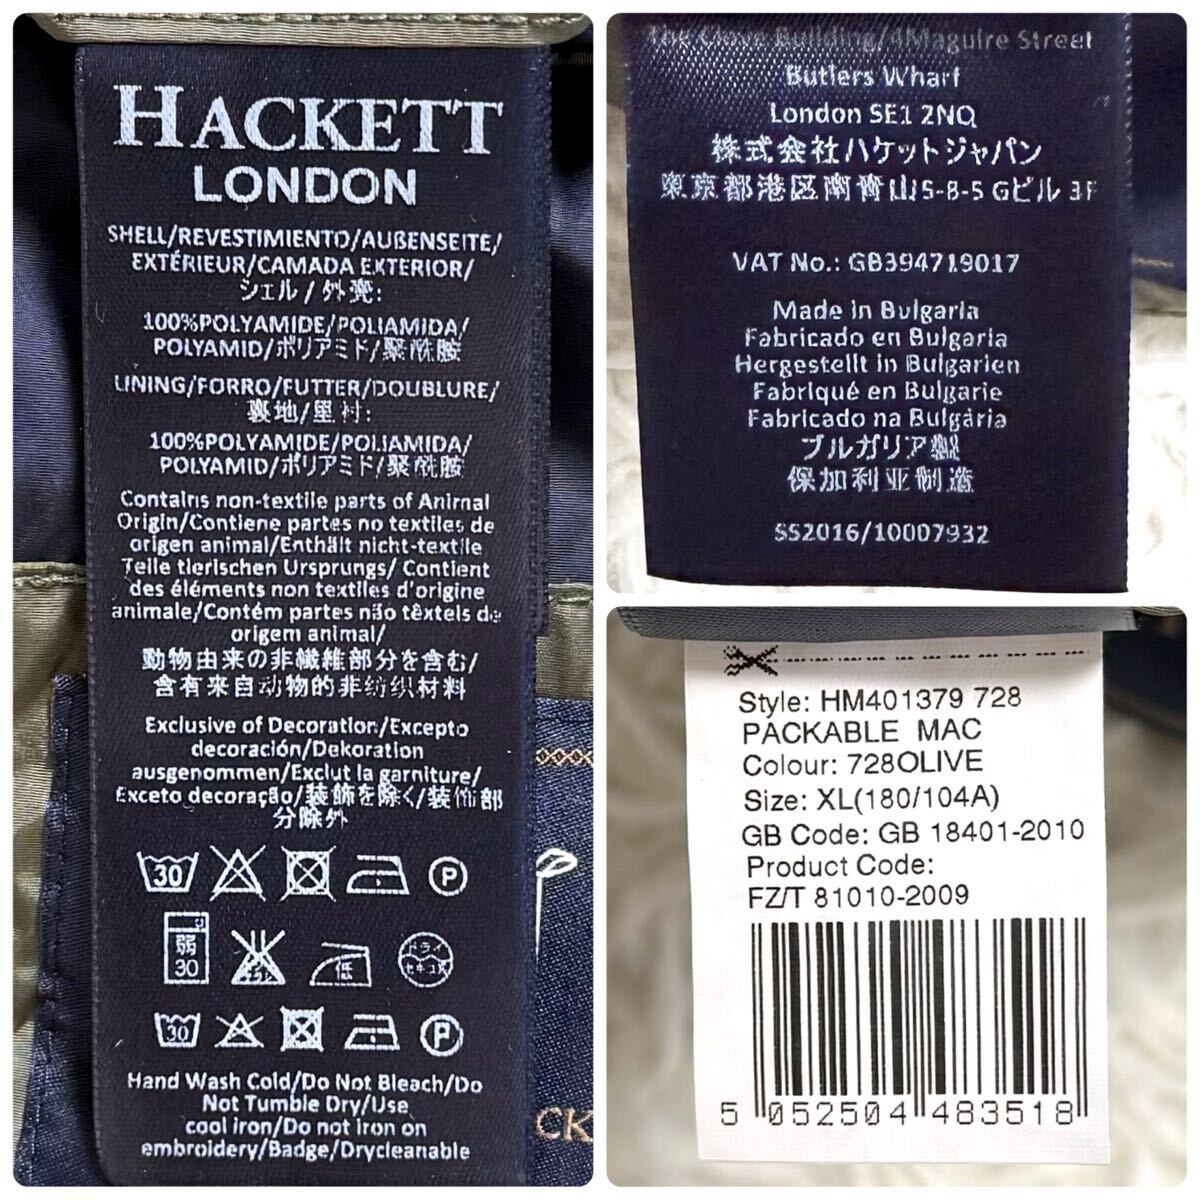 HACKETT
LONDON
SHELL/REVESTIMIENTO/AUßENSEITE/
EXTÉRIEUR/CAMADA EXTERIOR/
シェル / 外壳:
100%POLYAMIDE/POLIAMIDA/
POLYAMID/ポリアミド/聚酰胺
LINING/FORRO/FUTTER/DOUBLURE/
裏地/里衬:
100%POLYAMIDE/POLIAMIDA/
POLYAMID/ポリアミド/聚酰胺
Contains non-textile parts of Animal
Origin/Contiene partes no textiles de
origen animal/Enthält nicht-textile
Teile tierischen Ursprungs/ Contient
des éléments non textiles d'origine
animale/Contém partes não têxteis de
origem animal/
動物由来の非繊維部分を含む/
含有来自动物的非纺织材料
Exclusive of Decoration/Excepto
decoración/Dekoration
ausgenommen/Exclut la garniture/
Exceto decoração/装飾を除く/装饰部
分除外
30 P
弱
30
低
ドライ
30 P
Hand Wash Cold/Do Not Bleach/Do
Not Tumble Dry/Use
cool iron/Do not iron on
embroidery/Badge/Drycleanable
CK
The Clove Building/4Maguire Street
Butlers Wharf
London SE1 2NQ
株式会社ハケットジャパン
東京都港区南青山5-8-5 Gビル 3F
VAT No.: GB394719017
Made in Bulgaria
Fabricado en Bulgaria
Hergestellt in Bulgarien
Fabriqué en Bulgarie
Fabricado na Bulgária
ブルガリア製
保加利亚制造
SS2016/10007932
Style: HM401379 728
PACKABLE MAC
Colour: 728OLIVE
Size: XL(180/104A)
GB Code: GB 18401-2010
Product Code:
FZ/T 81010-2009
5 052504 483518